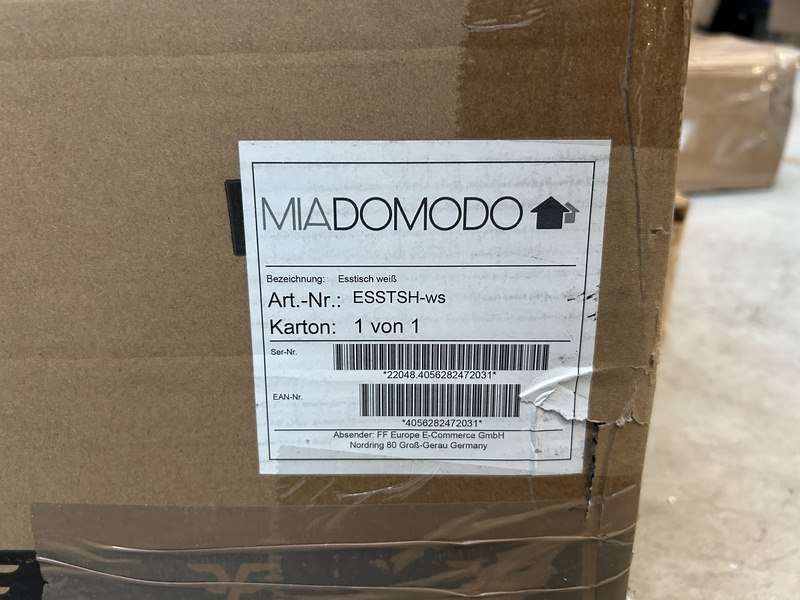 MIADOMODO
Bezeichnung: Esstisch weiß
Art.-Nr.: ESSTSH-ws
Karton: 1 von 1
Ser-Nr.
*22048.4056282472031*
EAN-Nr.
*4056282472031*
Absender: FF Europe E-Commerce GmbH
Nordring 80 Groß-Gerau Germany